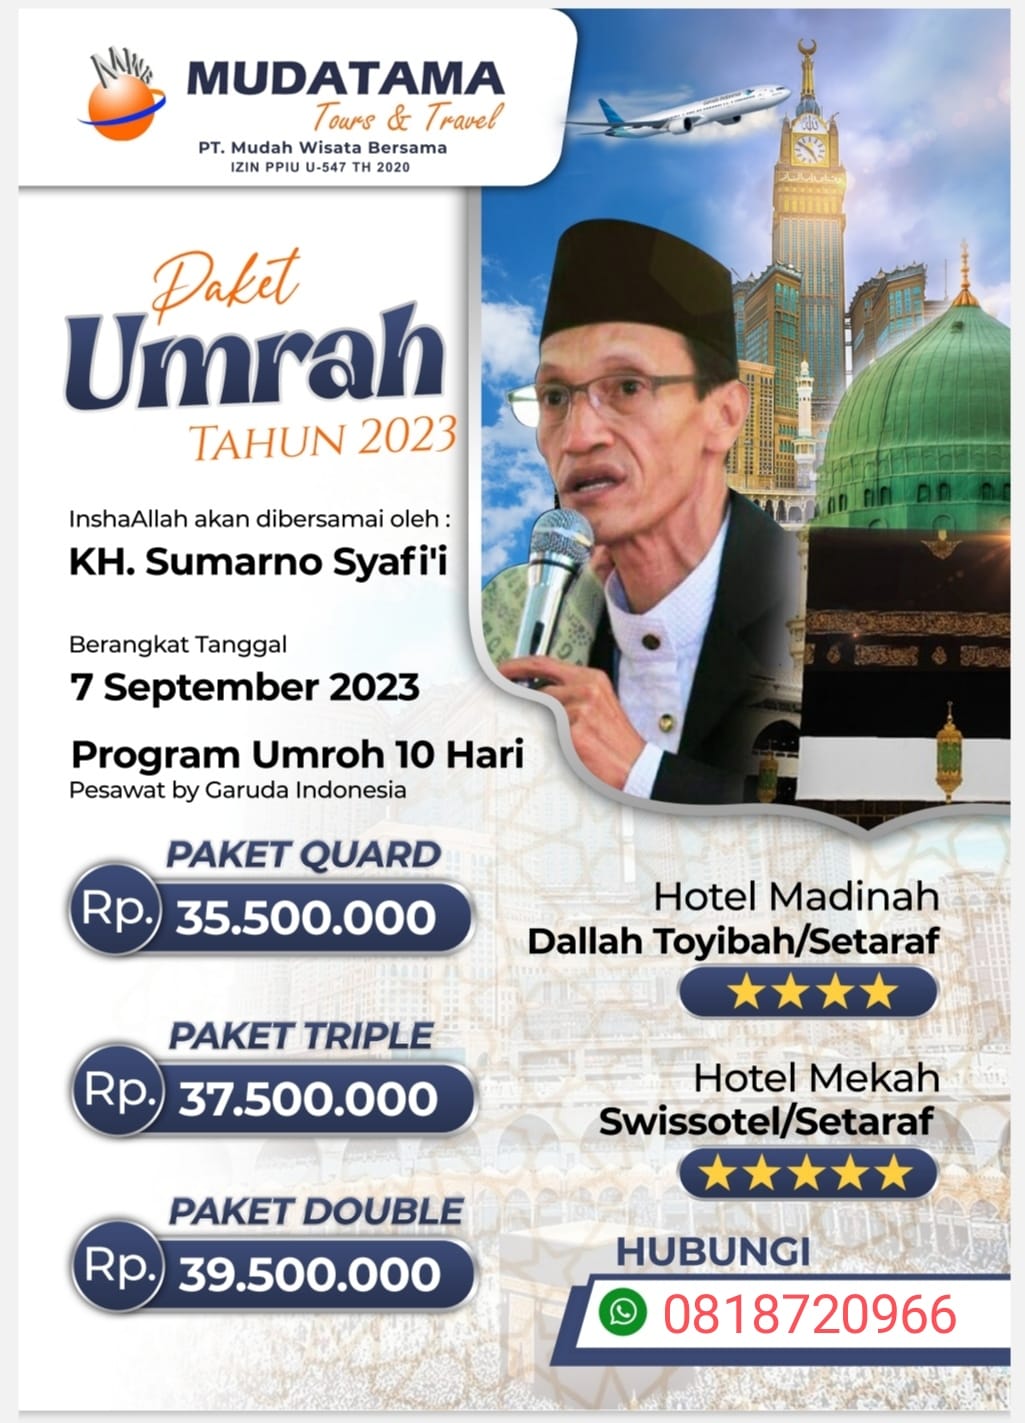 MWB
MUDATAMA
Tours & Travel
PT. Mudah Wisata Bersama
IZIN PPIU U-547 TH 2020
Paket
Umrah
TAHUN 2023
InshaAllah akan dibersamai oleh :
KH. Sumarno Syafi'i
Berangkat Tanggal
7 September 2023
Program Umroh 10 Hari
Pesawat by Garuda Indonesia
PAKET QUARD
Rp. 35.500.000
PAKET TRIPLE
Rp. 37.500.000
PAKET DOUBLE
Rp. 39.500.000
Hotel Madinah
Dallah Toyibah/Setaraf
Hotel Mekah
Swissotel/Setaraf
HUBUNGI
0818720966